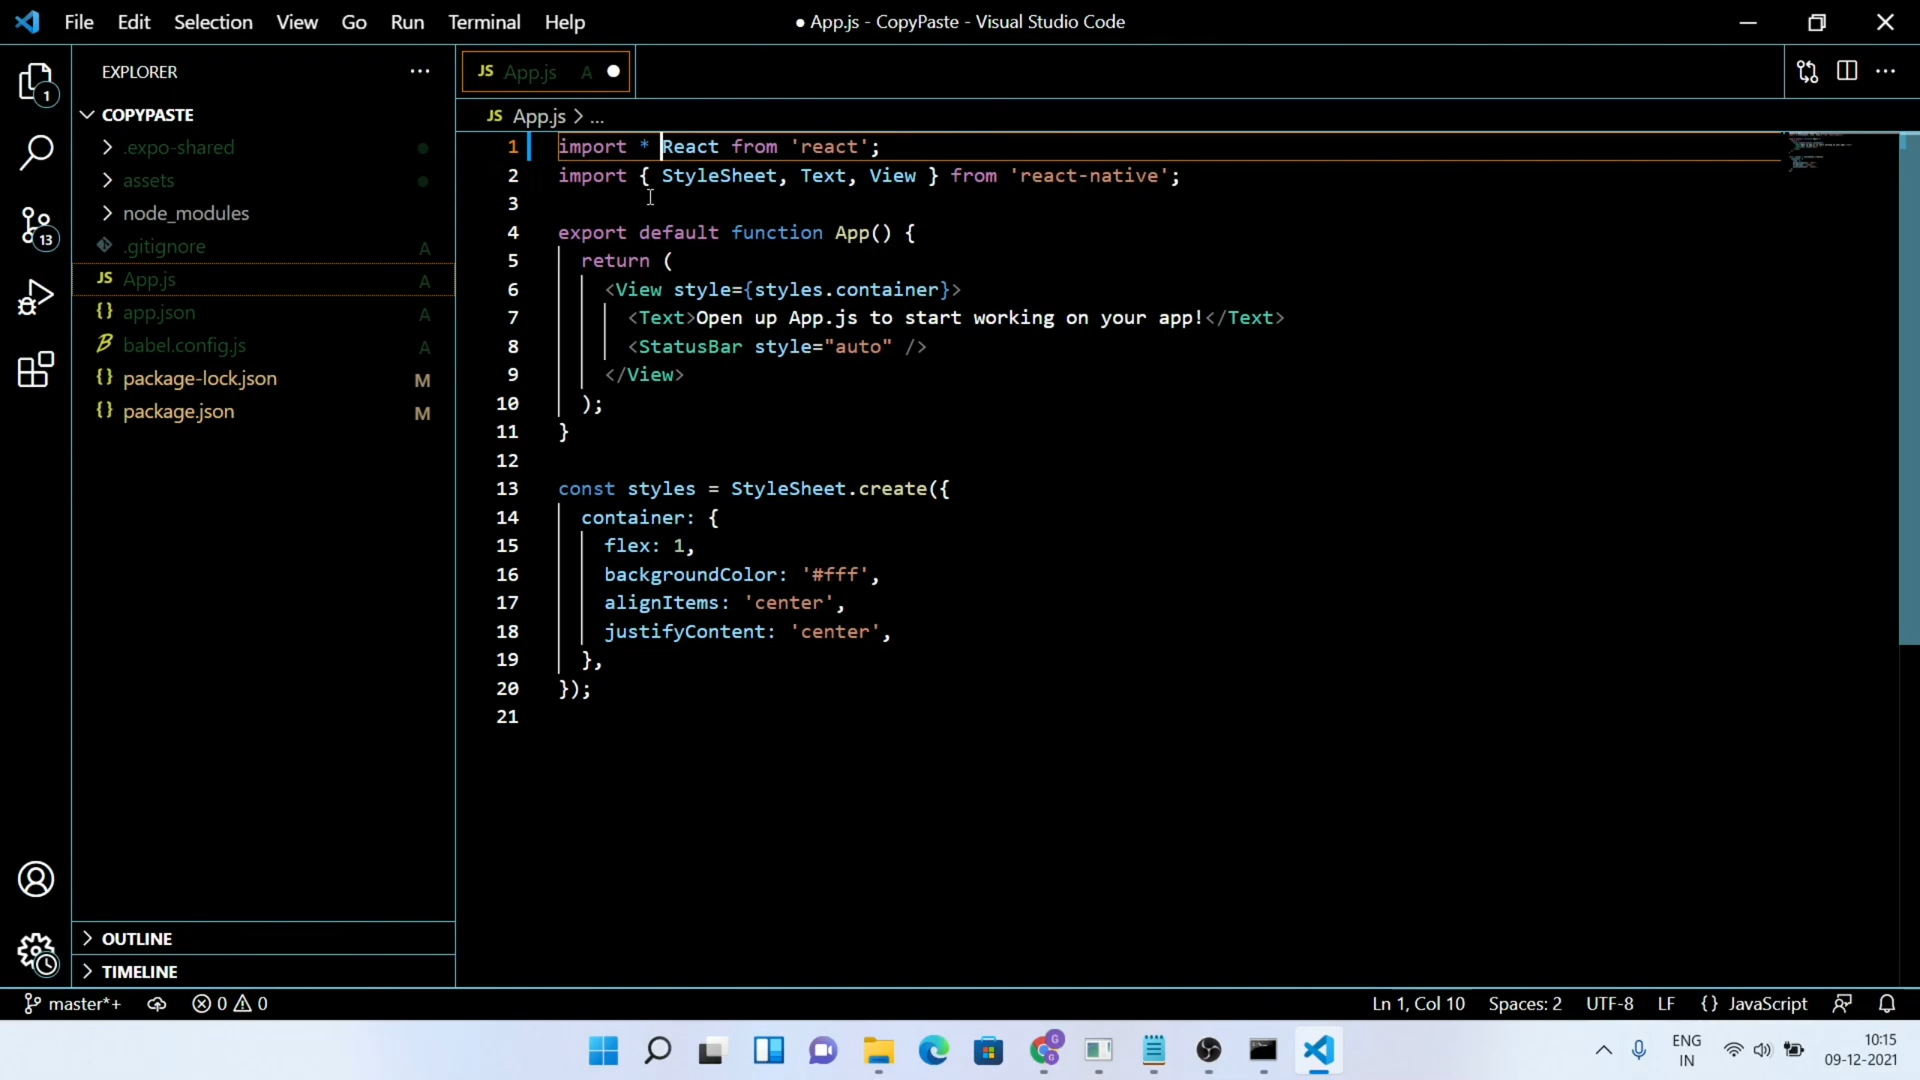 File Edit Selection View Go Run Terminal Help
● App.js - CopyPaste - Visual Studio Code
EXPLORER ...
JS App.js A
1
COPYPASTE
JS App.js > ...
.expo-shared
assets
node_modules
13
.gitignore A
JS App.js A
{} app.json A
babel.config.js A
{} package-lock.json M
{} package.json M
1 import * React from 'react';
2 import { StyleSheet, Text, View } from 'react-native';
3
4 export default function App() {
5 return (
6 <View style={styles.container}>
7 <Text>Open up App.js to start working on your app!</Text>
8 <StatusBar style="auto" />
9 </View>
10 );
11 }
12
13 const styles = StyleSheet.create({
14 container: {
15 flex: 1,
16 backgroundColor: '#fff',
17 alignItems: 'center',
18 justifyContent: 'center',
19 },
20 });
21
OUTLINE
TIMELINE
master*+ 0 0 Ln 1, Col 10 Spaces: 2 UTF-8 LF {} JavaScript
G
ENG
IN
10:15
09-12-2021